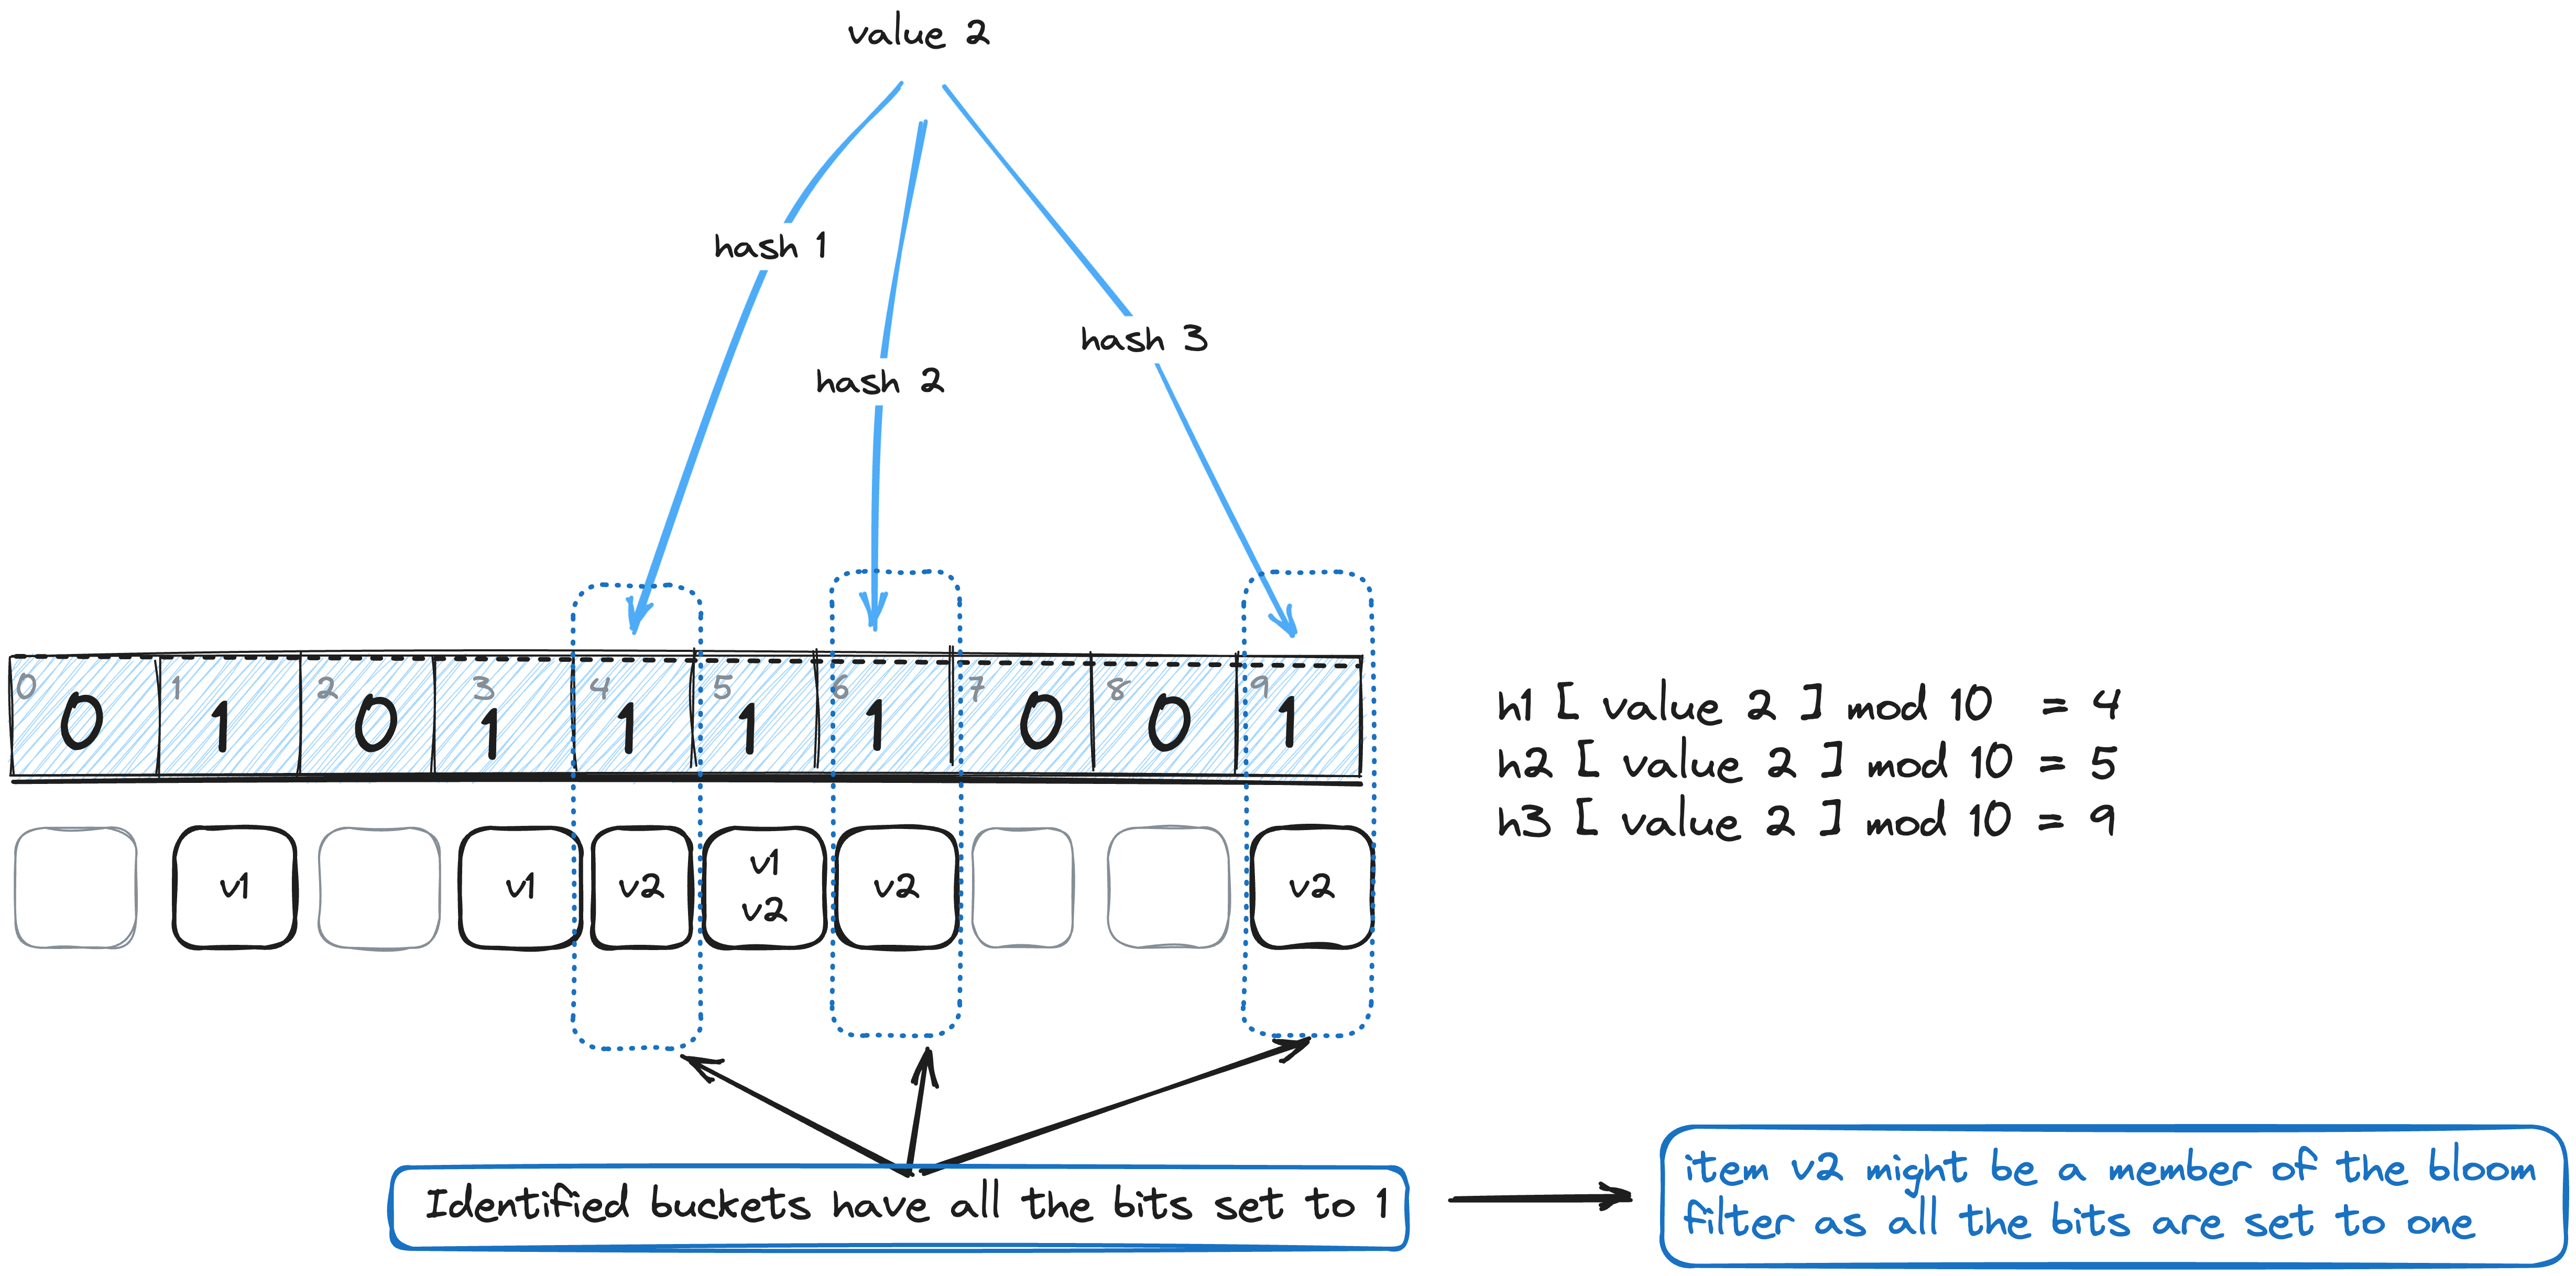 value 2
hash 1
hash 3
hash 2
0 1 2 3 4 5 6 7 8 9
0 1 0 1 1 1 1 0 0 1
h1 [ value 2 ] mod 10 = 4
h2 [ value 2 ] mod 10 = 5
h3 [ value 2 ] mod 10 = 9
v1
v1
v2
v1
v2
v2
v2
Identified buckets have all the bits set to 1
item v2 might be a member of the bloom
filter as all the bits are set to one